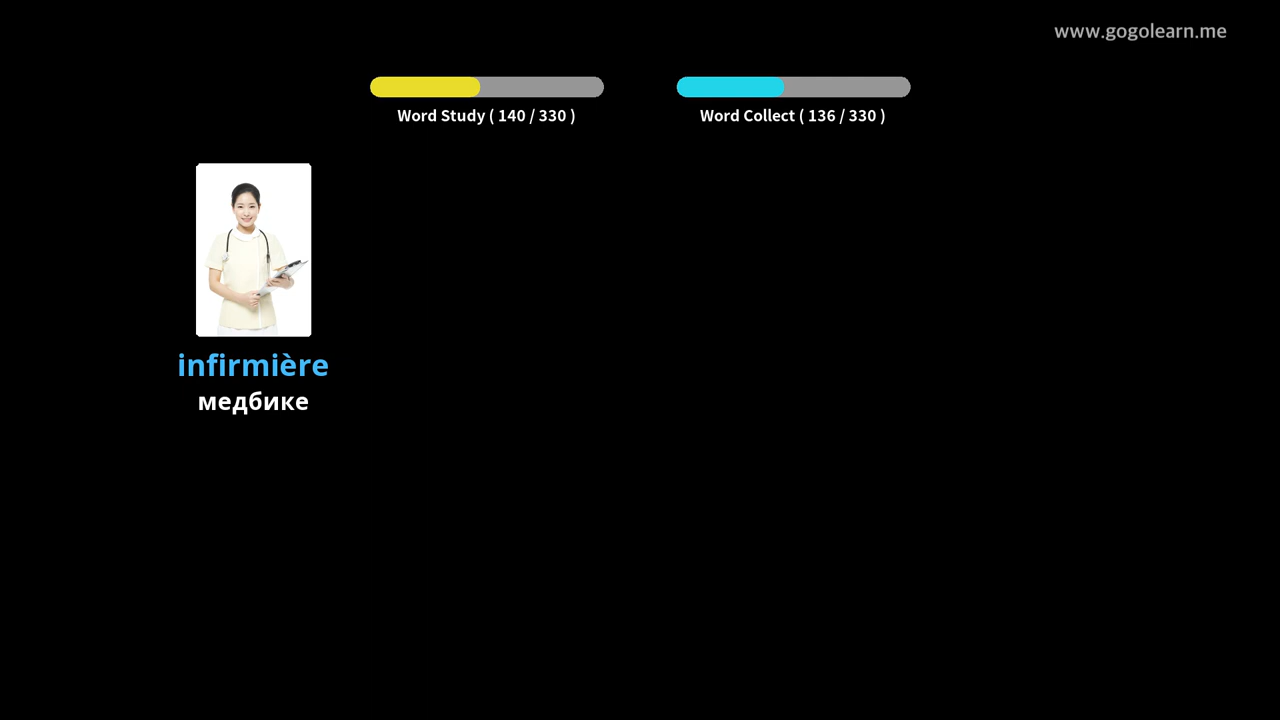 www.gogolearn.me
Word Study ( 140 / 330 )
Word Collect ( 136 / 330 )
infirmière
медбике